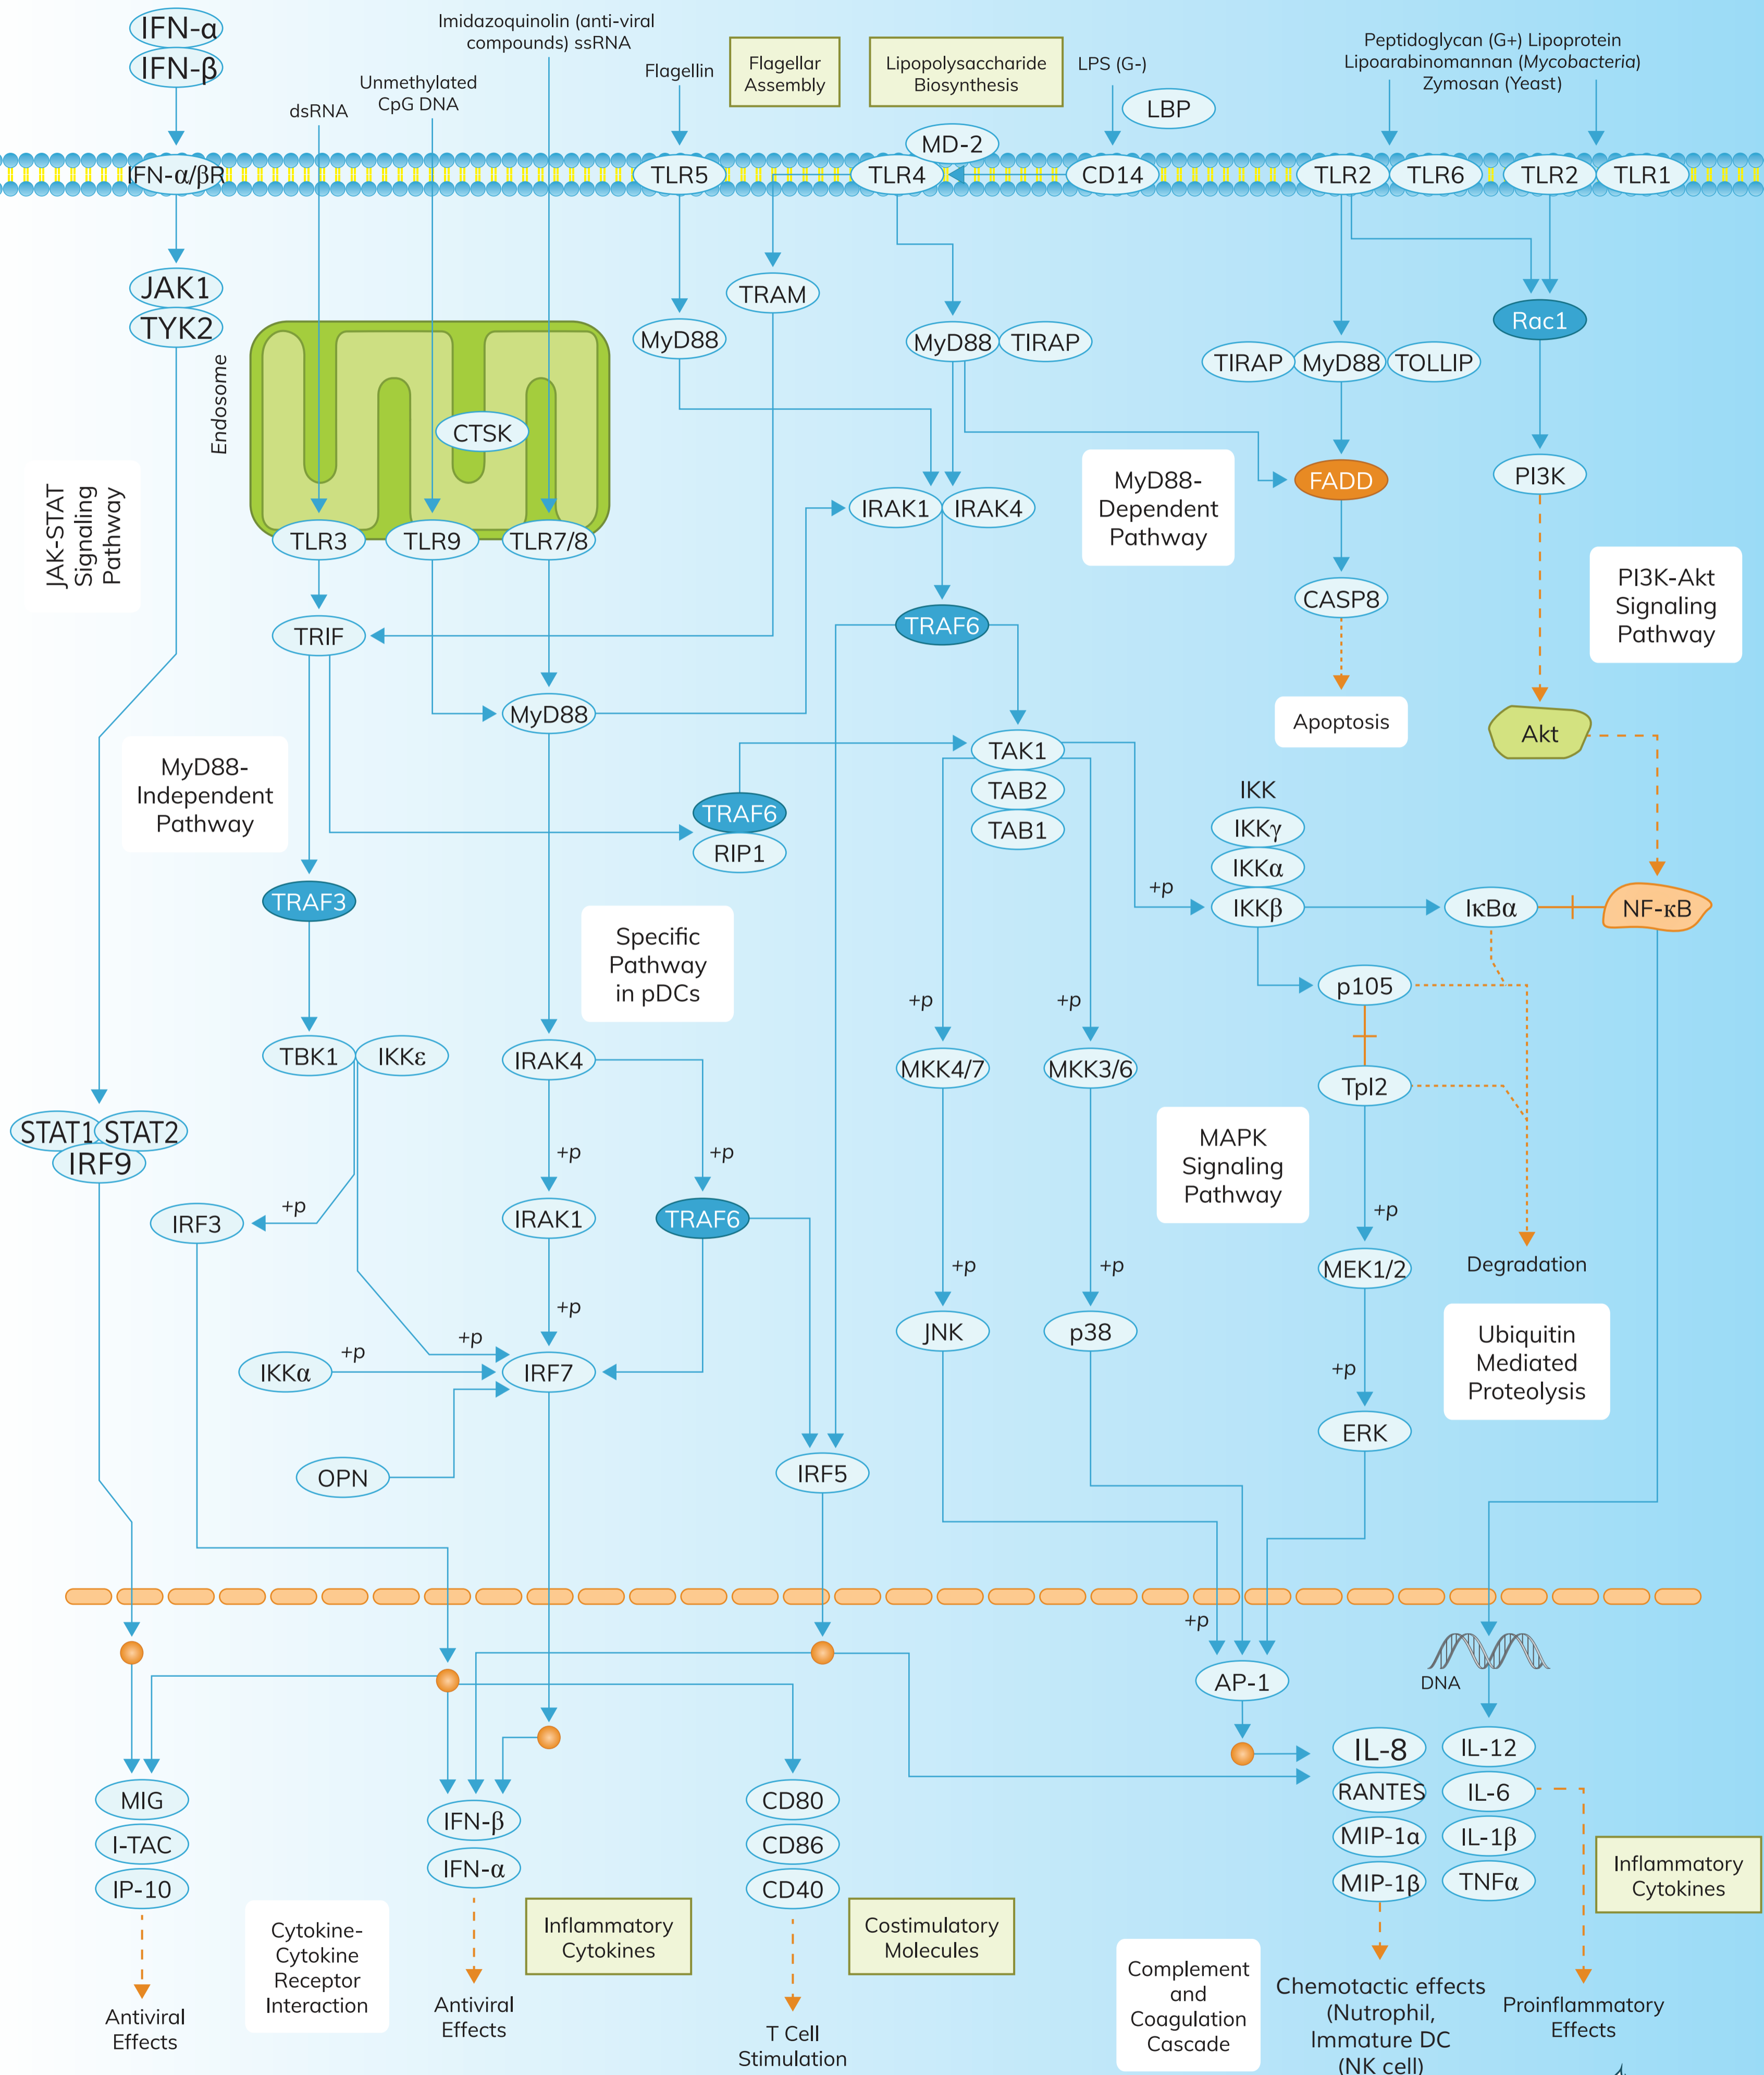 IFN-α
IFN-β
Imidazoquinolin (anti-viral
compounds) ssRNA
Unmethylated
CpG DNA
dsRNA
Flagellin
Flagellar
Assembly
Lipopolysaccharide
Biosynthesis
LPS (G-)
LBP
Peptidoglycan (G+) Lipoprotein
Lipoarabinomannan (Mycobacteria)
Zymosan (Yeast)
MD-2
IFN-α/βR
TLR5
TLR4
CD14
TLR2
TLR6
TLR2
TLR1
JAK1
TYK2
TRAM
MyD88
MyD88
TIRAP
Rac1
TIRAP
MyD88
TOLLIP
Endosome
CTSK
JAK-STAT
Signaling
Pathway
MyD88-
Dependent
Pathway
FADD
PI3K
IRAK1
IRAK4
TLR3
TLR9
TLR7/8
CASP8
PI3K-Akt
Signaling
Pathway
TRAF6
TRIF
MyD88
Apoptosis
Akt
MyD88-
Independent
Pathway
TAK1
TAB2
TAB1
TRAF6
RIP1
IKK
IKKγ
IKKα
IKKβ
+p
IκBα
NF-κB
TRAF3
Specific
Pathway
in pDCs
p105
+p
+p
TBK1
IKKε
IRAK4
MKK4/7
MKK3/6
Tpl2
STAT1
STAT2
IRF9
+p
+p
MAPK
Signaling
Pathway
+p
IRF3
IRAK1
TRAF6
+p
MEK1/2
Degradation
+p
+p
+p
JNK
p38
Ubiquitin
Mediated
Proteolysis
+p
+p
IKKα
IRF7
+p
ERK
OPN
IRF5
+p
AP-1
DNA
MIG
I-TAC
IP-10
IFN-β
IFN-α
CD80
CD86
CD40
IL-8
RANTES
MIP-1α
MIP-1β
IL-12
IL-6
IL-1β
TNFα
Inflammatory
Cytokines
Cytokine-
Cytokine
Receptor
Interaction
Inflammatory
Cytokines
Costimulatory
Molecules
Complement
and
Coagulation
Cascade
Antiviral
Effects
Antiviral
Effects
T Cell
Stimulation
Chemotactic effects
(Nutrophil,
Immature DC
(NK cell)
Proinflammatory
Effects